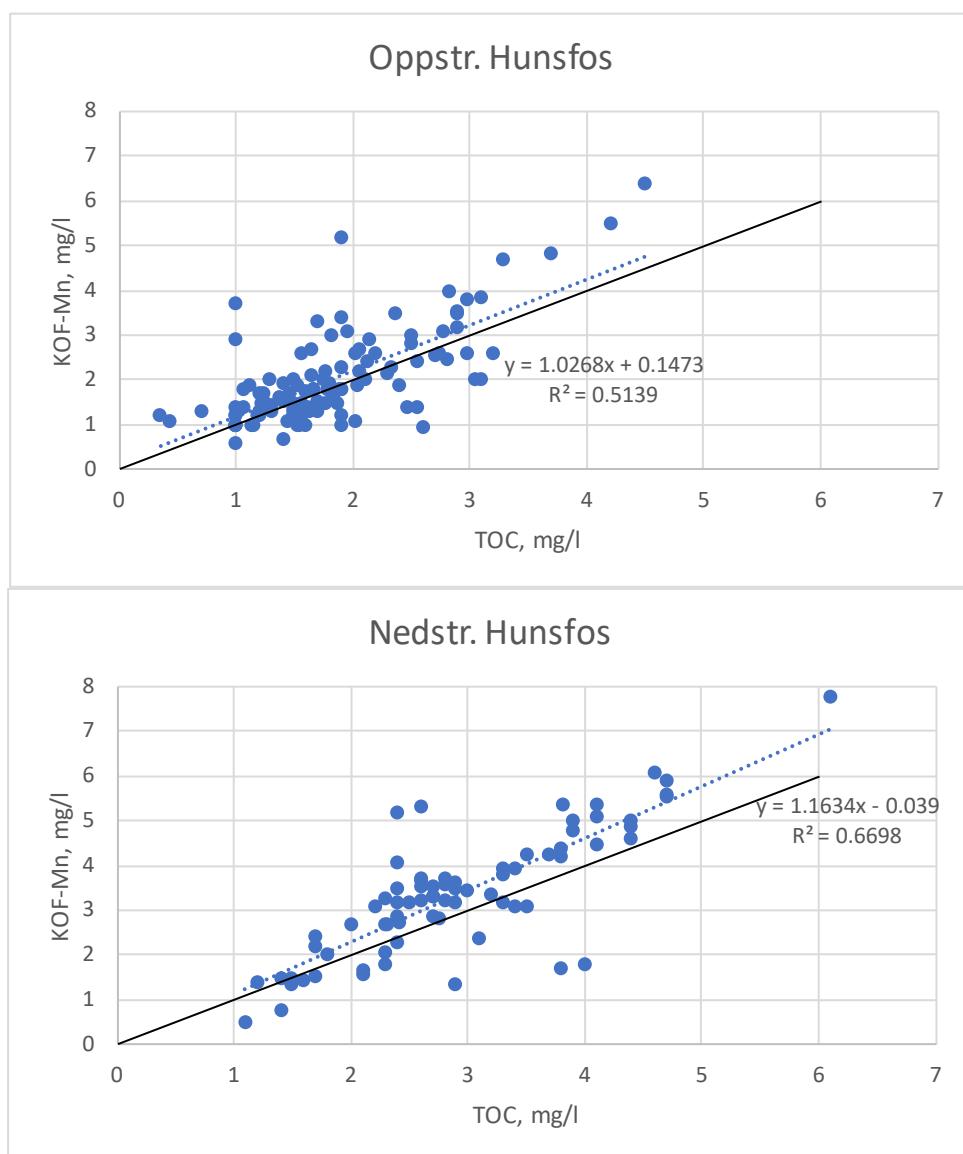 Oppstr. Hunsfos
8
7
6
5
4
3
2
1
0
KOF-Mn, mg/l
y = 1.0268x + 0.1473
R² = 0.5139
0 1 2 3 4 5 6 7
TOC, mg/l
Nedstr. Hunsfos
8
7
6
5
4
3
2
1
0
KOF-Mn, mg/l
y = 1.1634x - 0.039
R² = 0.6698
0 1 2 3 4 5 6 7
TOC, mg/l